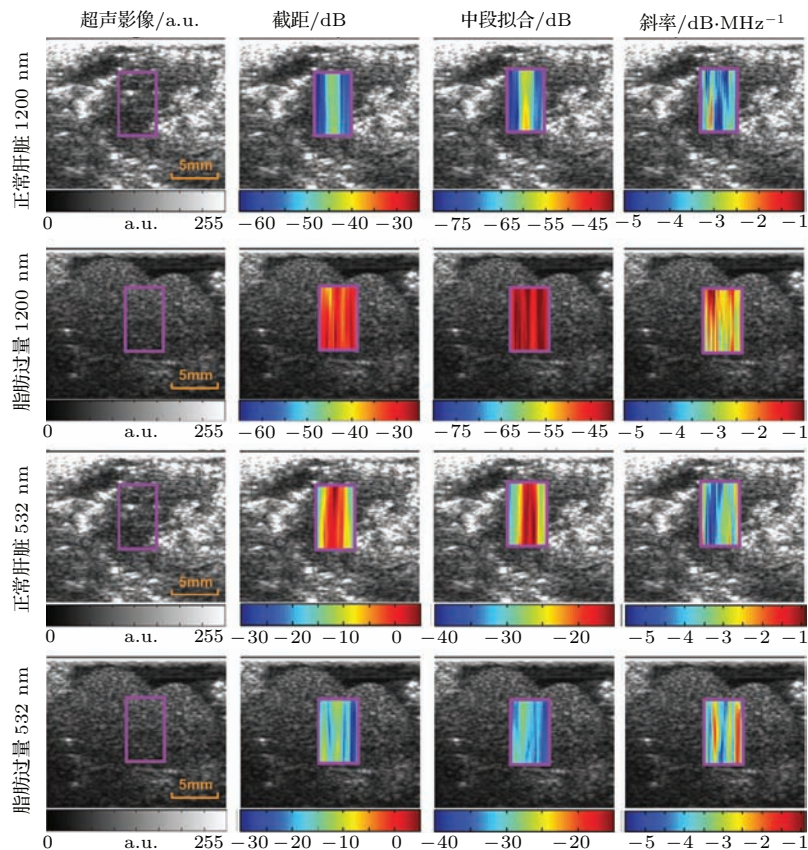 超声影像/a.u. 截距/dB 中段拟合/dB 斜率/dB·MHz⁻¹
正常肝脏 1200 nm
5mm
0 a.u. 255 −60 −50 −40 −30 −75 −65 −55 −45 −5 −4 −3 −2 −1
脂肪过量 1200 nm
5mm
0 a.u. 255 −60 −50 −40 −30 −75 −65 −55 −45 −5 −4 −3 −2 −1
正常肝脏 532 nm
5mm
0 a.u. 255 −30 −20 −10 0 −40 −30 −20 −5 −4 −3 −2 −1
脂肪过量 532 nm
5mm
0 a.u. 255 −30 −20 −10 0 −40 −30 −20 −5 −4 −3 −2 −1